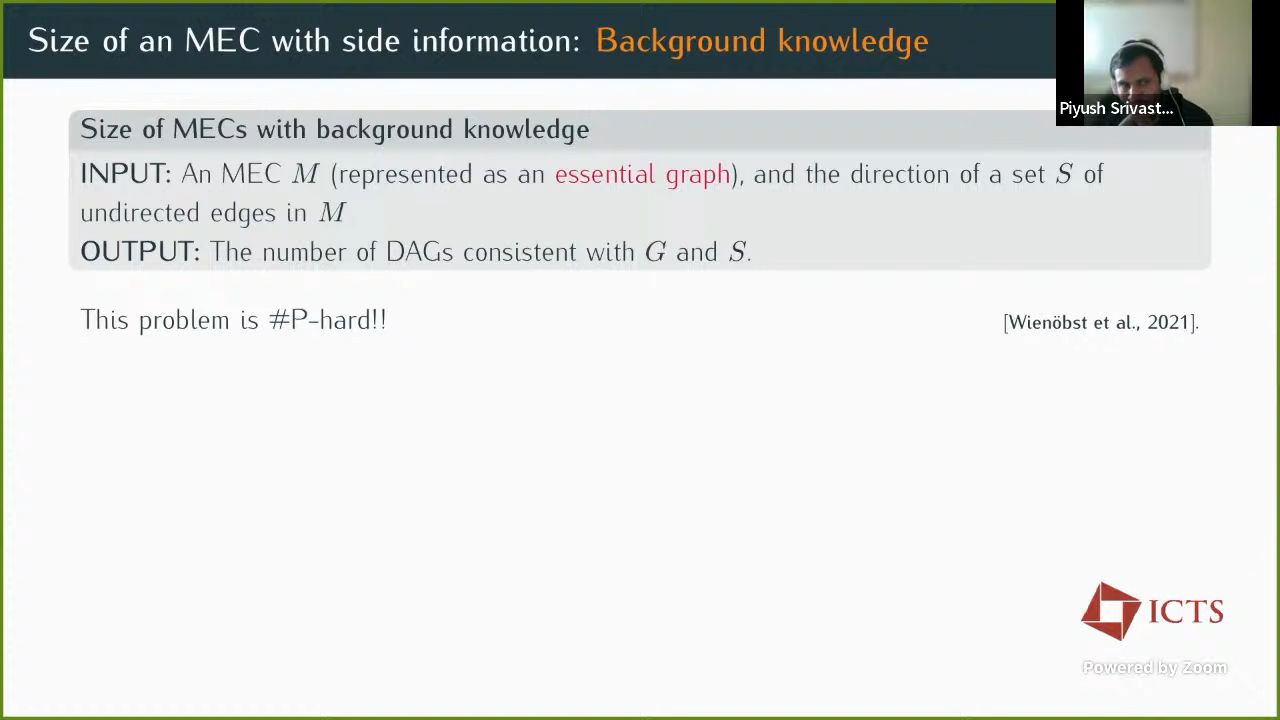 Size of an MEC with side information: Background knowledge
Piyush Srivast...
Size of MECs with background knowledge
INPUT: An MEC M (represented as an essential graph), and the direction of a set S of
undirected edges in M
OUTPUT: The number of DAGs consistent with G and S.
This problem is #P-hard!! [Wienöbst et al., 2021].
ICTS
Powered by Zoom